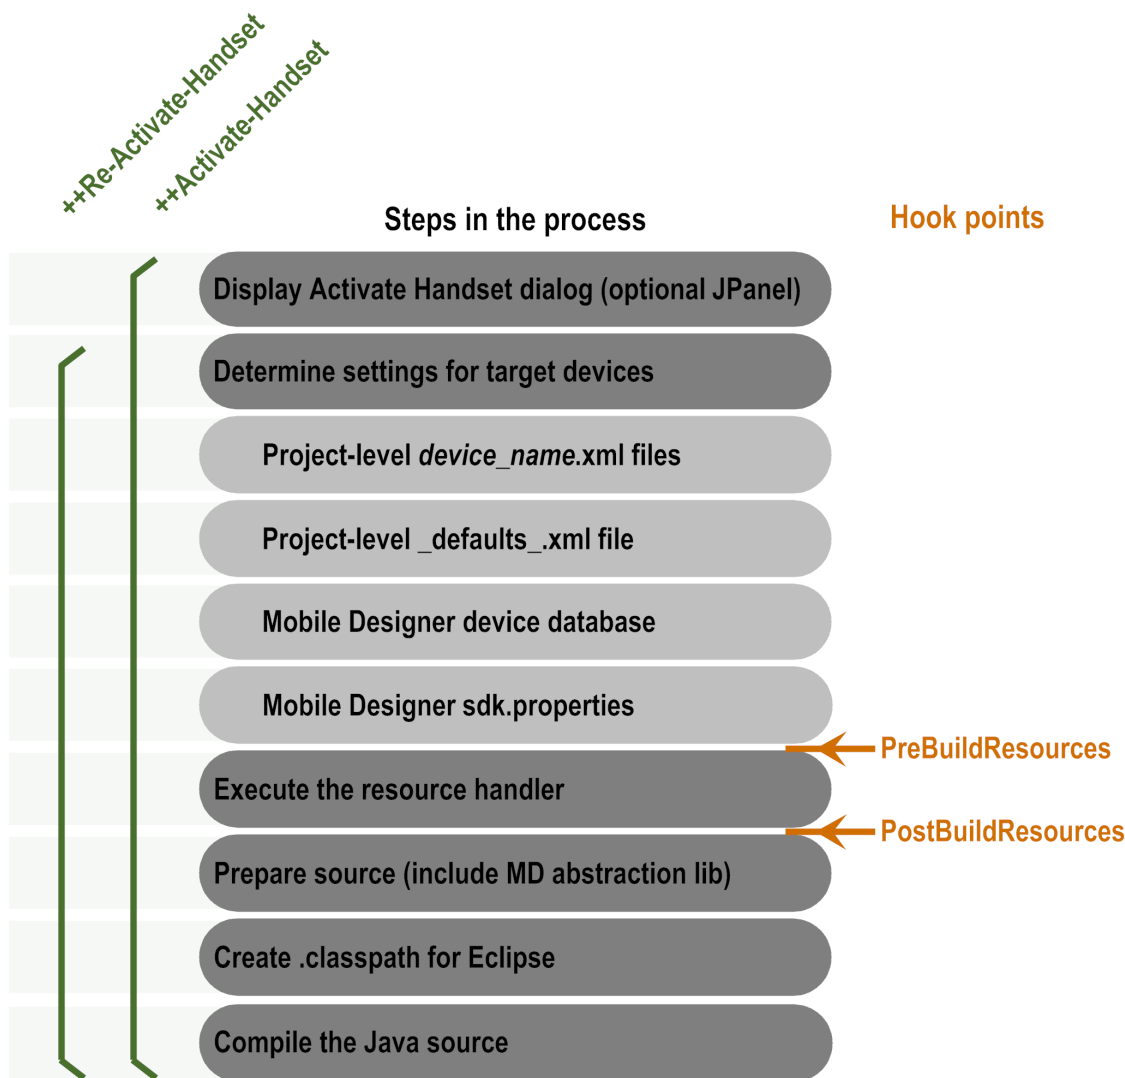 ++Re-Activate-Handset
++Activate-Handset
Steps in the process
Hook points
Display Activate Handset dialog (optional JPanel)
Determine settings for target devices
Project-level device_name.xml files
Project-level _defaults_.xml file
Mobile Designer device database
Mobile Designer sdk.properties
PreBuildResources
Execute the resource handler
PostBuildResources
Prepare source (include MD abstraction lib)
Create .classpath for Eclipse
Compile the Java source